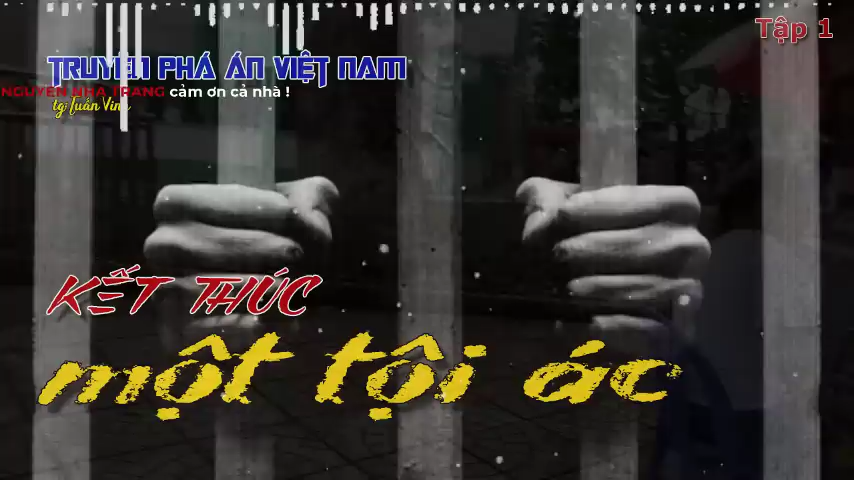 Tập 1
TRUYỆN PHÁ ÁN VIỆT NAM
NGUYỄN NHA TRANG cảm ơn cả nhà !
tg: Tuấn Vinh
KẾT THÚC
một tội ác